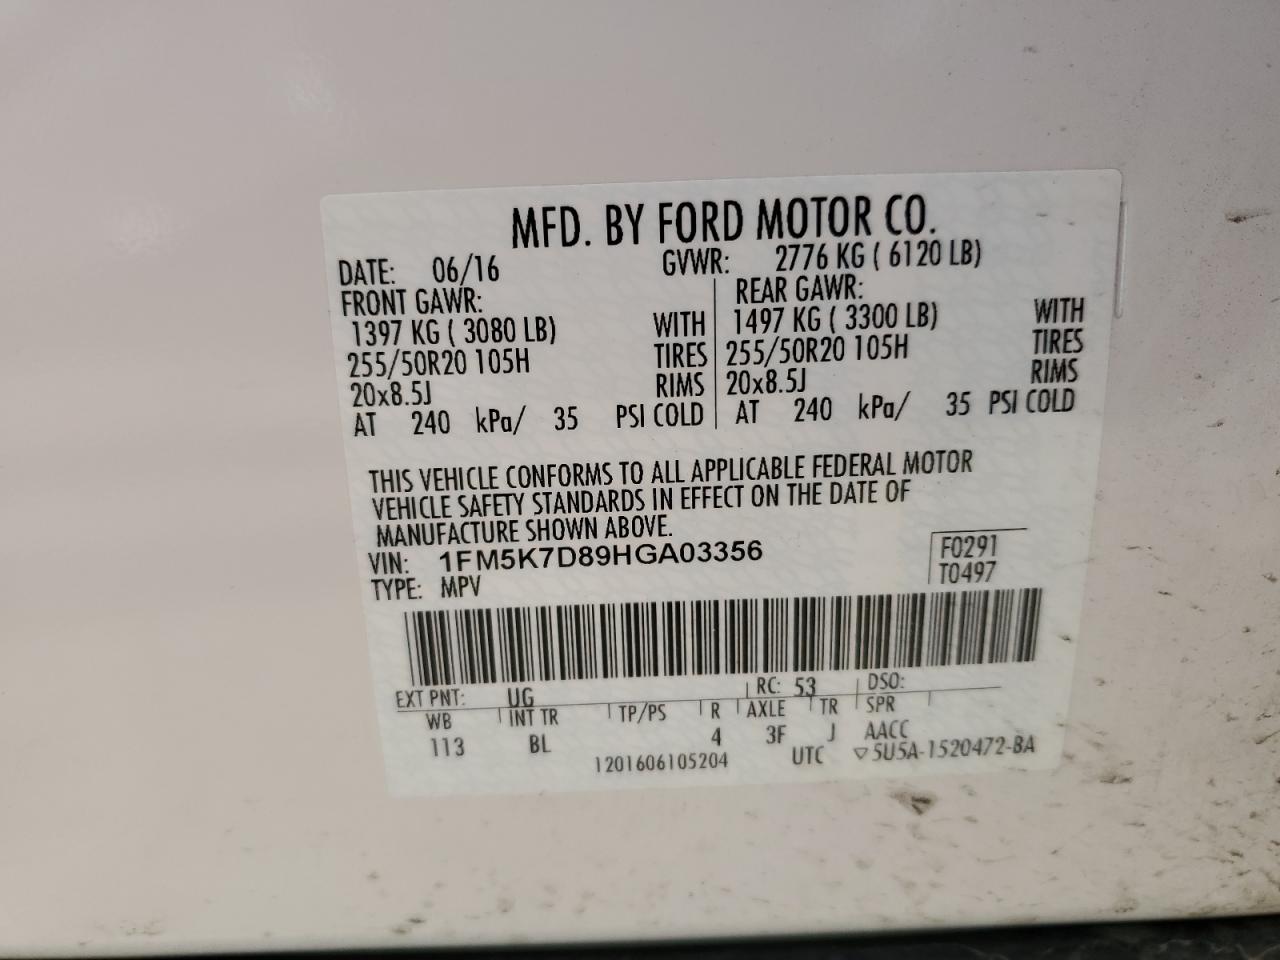 MFD. BY FORD MOTOR CO.
DATE: 06/16 GVWR: 2776 KG ( 6120 LB)
FRONT GAWR: REAR GAWR:
1397 KG ( 3080 LB) WITH 1497 KG ( 3300 LB) WITH
255/50R20 105H TIRES 255/50R20 105H TIRES
20x8.5J RIMS 20x8.5J RIMS
AT 240 kPa/ 35 PSI COLD AT 240 kPa/ 35 PSI COLD
THIS VEHICLE CONFORMS TO ALL APPLICABLE FEDERAL MOTOR
VEHICLE SAFETY STANDARDS IN EFFECT ON THE DATE OF
MANUFACTURE SHOWN ABOVE.
VIN: 1FM5K7D89HGA03356 F0291
TYPE: MPV T0497
EXT PNT: UG RC: 53 DSO:
WB INT TR TP/PS R AXLE TR SPR
113 BL 4 3F J AACC
1201606105204 UTC ▽5U5A-1520472-BA